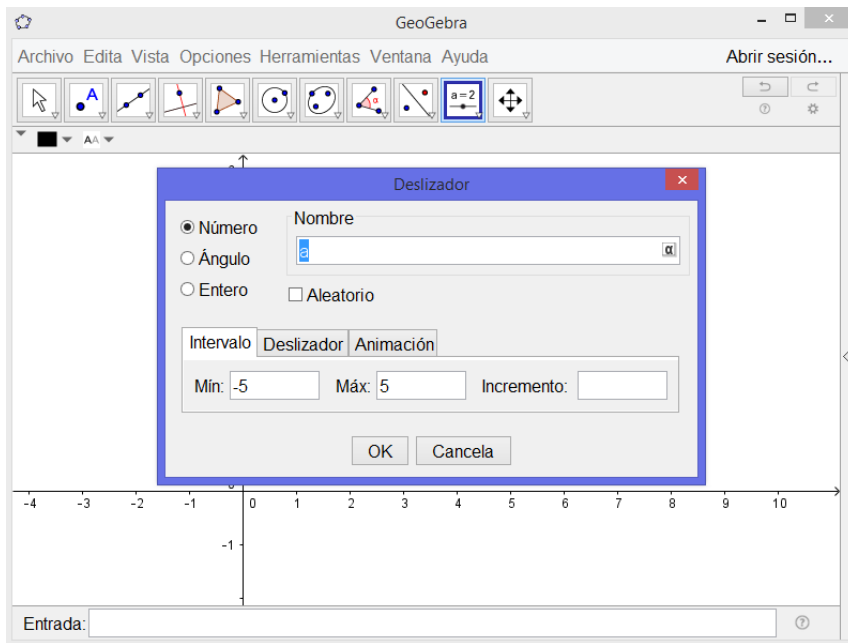 GeoGebra
Archivo Edita Vista Opciones Herramientas Ventana Ayuda Abrir sesión...
A α a=2
AA
Deslizador
Número Nombre
a α
Ángulo
Entero Aleatorio
Intervalo Deslizador Animación
Mín: -5 Máx: 5 Incremento:
OK Cancela
-4 -3 -2 -1 0 1 2 3 4 5 6 7 8 9 10
-1
Entrada: